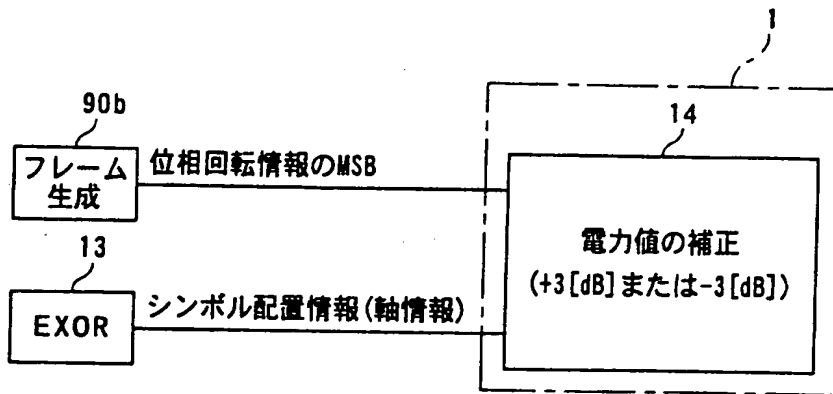 1
90b
フレーム
生成
位相回転情報のMSB
14
電力値の補正
(+3[dB]または-3[dB])
13
EXOR
シンボル配置情報(軸情報)